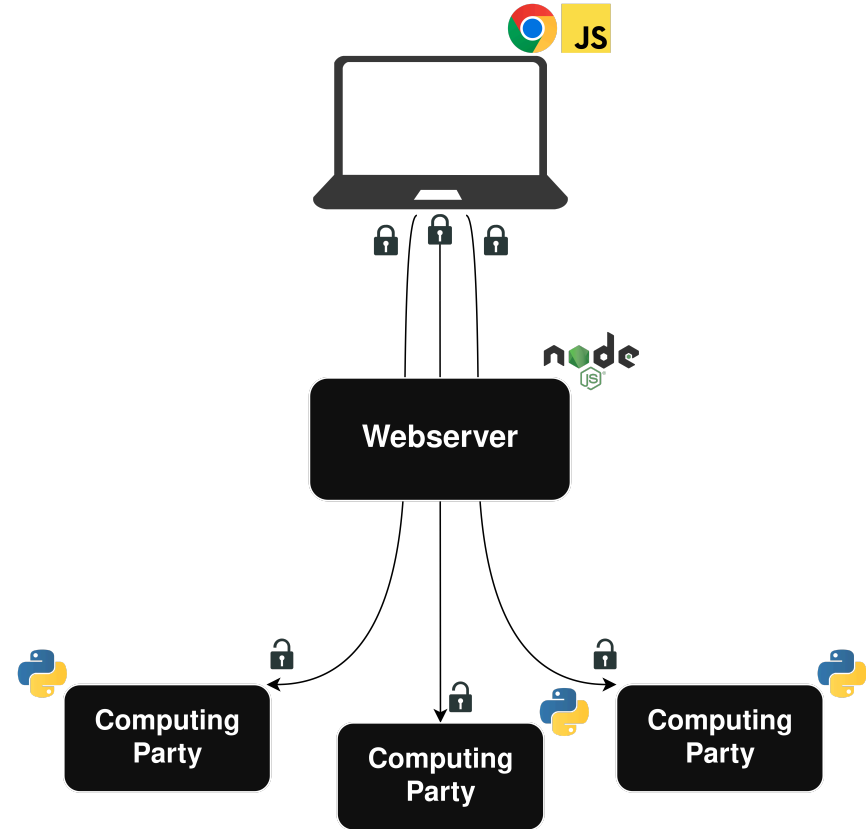 JS
node
JS
Webserver
Computing
Party
Computing
Party
Computing
Party